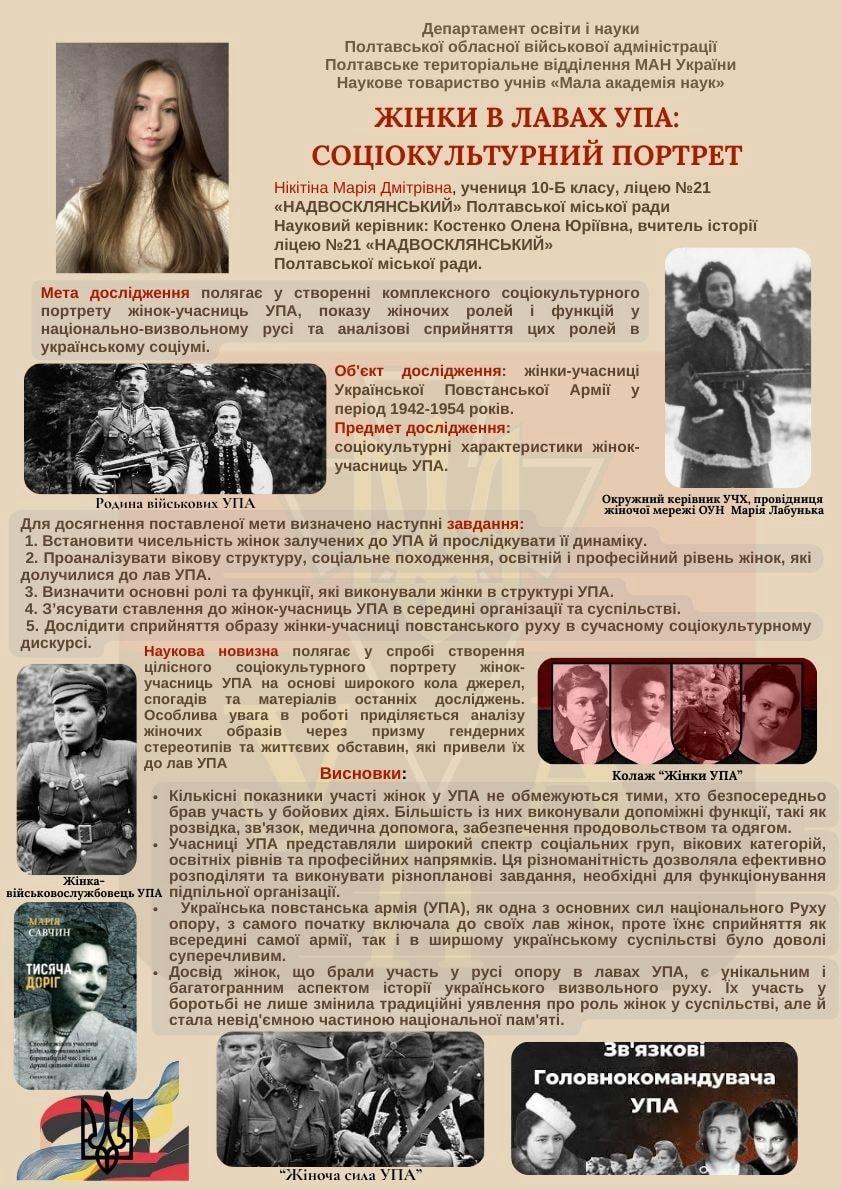 Департамент освіти і науки
Полтавської обласної військової адміністрації
Полтавське територіальне відділення МАН України
Наукове товариство учнів «Мала академія наук»
ЖІНКИ В ЛАВАХ УПА:
СОЦІОКУЛЬТУРНИЙ ПОРТРЕТ
Нікітіна Марія Дмітрівна, учениця 10-Б класу, ліцею №21
«НАДВОСКЛЯНСЬКИЙ» Полтавської міської ради
Науковий керівник: Костенко Олена Юріївна, вчитель історії
ліцею №21 «НАДВОСКЛЯНСЬКИЙ»
Полтавської міської ради.
Мета дослідження полягає у створенні комплексного соціокультурного
портрету жінок-учасниць УПА, показу жіночих ролей і функцій у
національно-визвольному русі та аналізові сприйняття цих ролей в
українському соціумі.
Об'єкт дослідження: жінки-учасниці
Української Повстанської Армії у
період 1942-1954 років.
Предмет дослідження:
соціокультурні характеристики жінок-
учасниць УПА.
Родина військових УПА
Окружний керівник УЧХ, провідниця
жіночої мережі ОУН Марія Лабунька
Для досягнення поставленої мети визначено наступні завдання:
1. Встановити чисельність жінок залучених до УПА й прослідкувати її динаміку.
2. Проаналізувати вікову структуру, соціальне походження, освітній і професійний рівень жінок, які
долучилися до лав УПА.
3. Визначити основні ролі та функції, які виконували жінки в структурі УПА.
4. З’ясувати ставлення до жінок-учасниць УПА в середині організації та суспільстві.
5. Дослідити сприйняття образу жінки-учасниці повстанського руху в сучасному соціокультурному
дискурсі.
Наукова новизна полягає у спробі створення
цілісного соціокультурного портрету жінок-
учасниць УПА на основі широкого кола джерел,
спогадів та матеріалів останніх досліджень.
Особлива увага в роботі приділяється аналізу
жіночих образів через призму гендерних
стереотипів та життєвих обставин, які привели їх
до лав УПА
Колаж “Жінки УПА”
Висновки:
• Кількісні показники участі жінок у УПА не обмежуються тими, хто безпосередньо
брав участь у бойових діях. Більшість із них виконували допоміжні функції, такі як
розвідка, зв'язок, медична допомога, забезпечення продовольством та одягом.
• Учасниці УПА представляли широкий спектр соціальних груп, вікових категорій,
освітніх рівнів та професійних напрямків. Ця різноманітність дозволяла ефективно
розподіляти та виконувати різнопланові завдання, необхідні для функціонування
підпільної організації.
• Українська повстанська армія (УПА), як одна з основних сил національного Руху
опору, з самого початку включала до своїх лав жінок, проте їхнє сприйняття як
всередині самої армії, так і в ширшому українському суспільстві було доволі
суперечливим.
• Досвід жінок, що брали участь у русі опору в лавах УПА, є унікальним і
багатогранним аспектом історії українського визвольного руху. Їх участь у
боротьбі не лише змінила традиційні уявлення про роль жінок у суспільстві, але й
стала невід'ємною частиною національної пам'яті.
Жінка-
військовослужбовець УПА
МАРІЯ
САВЧИН
ТИСЯЧА
ДОРІГ
“Жіноча сила УПА”
Зв'язкові
Головнокомандувача
УПА